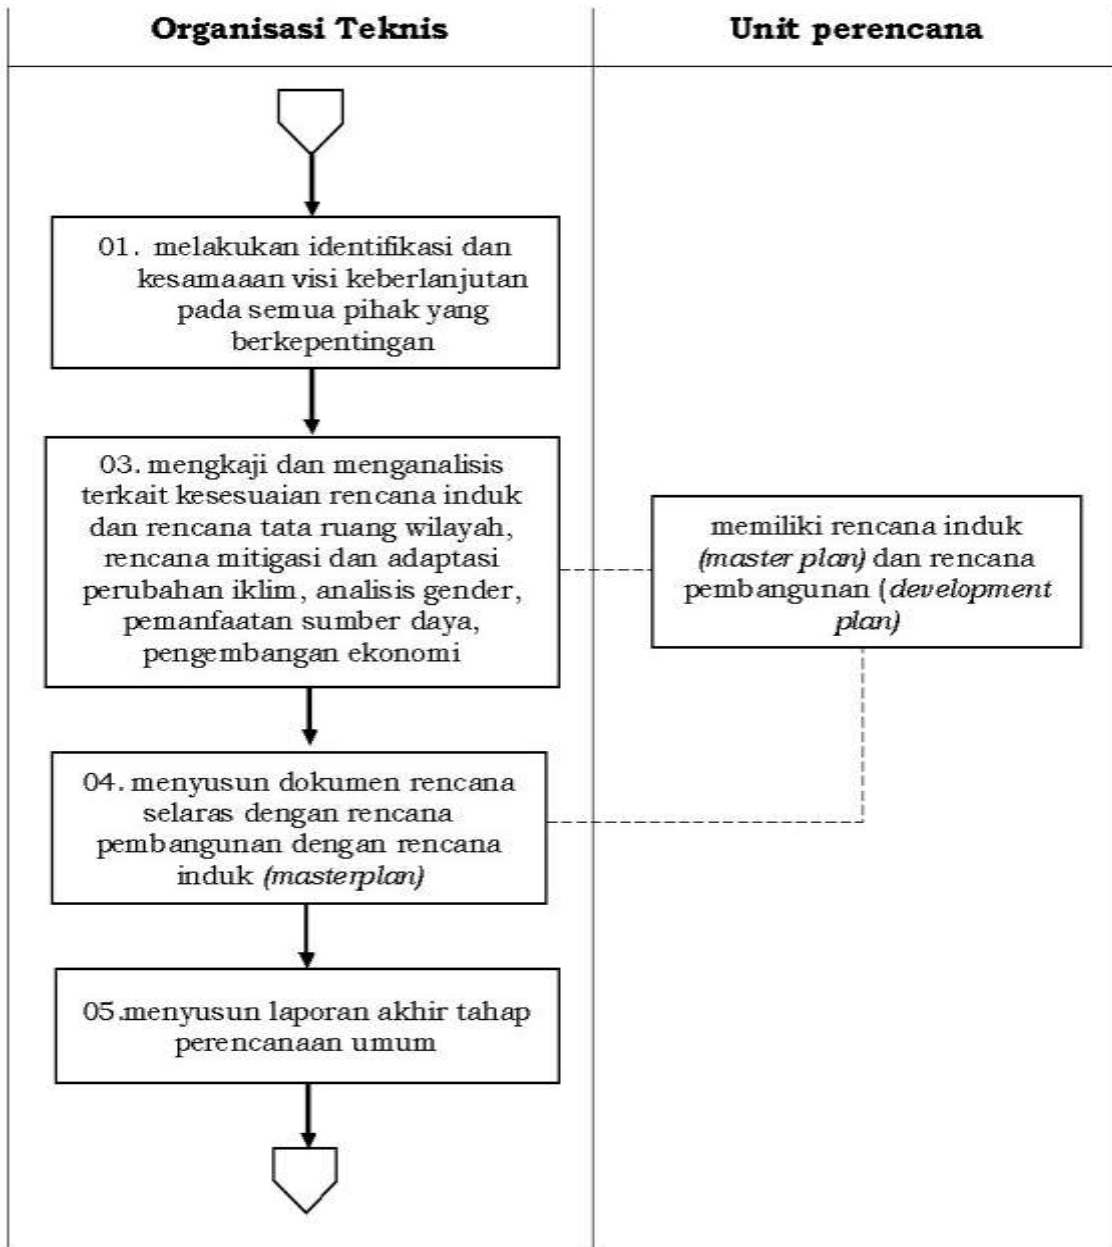 Organisasi Teknis
Unit perencana
01. melakukan identifikasi dan
kesamaaan visi keberlanjutan
pada semua pihak yang
berkepentingan
03. mengkaji dan menganalisis
terkait kesesuaian rencana induk
dan rencana tata ruang wilayah,
rencana mitigasi dan adaptasi
perubahan iklim, analisis gender,
pemanfaatan sumber daya,
pengembangan ekonomi
memiliki rencana induk
(master plan) dan rencana
pembangunan (development
plan)
04. menyusun dokumen rencana
selaras dengan rencana
pembangunan dengan rencana
induk (masterplan)
05.menyusun laporan akhir tahap
perencanaan umum